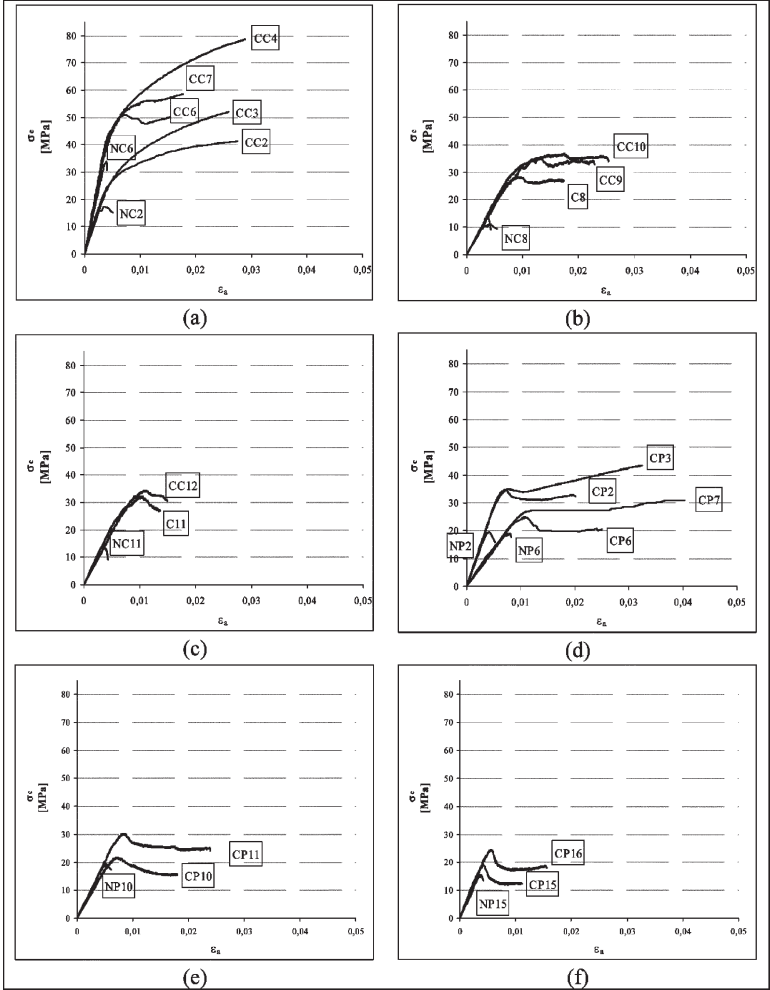 80
70
60
50
40
30
20
10
0
σc
[MPa]
0
0,01
0,02
0,03
0,04
0,05
εa
CC4
CC7
CC6
CC3
NC6
CC2
NC2
(a)
80
70
60
50
40
30
20
10
0
σc
[MPa]
0
0,01
0,02
0,03
0,04
0,05
εa
CC10
CC9
C8
NC8
(b)
80
70
60
50
40
30
20
10
0
σc
[MPa]
0
0,01
0,02
0,03
0,04
0,05
εa
CC12
C11
NC11
(c)
80
70
60
50
40
30
20
10
0
σc
[MPa]
0
0,01
0,02
0,03
0,04
0,05
εa
CP3
CP2
CP7
NP2
NP6
CP6
(d)
80
70
60
50
40
30
20
10
0
σc
[MPa]
0
0,01
0,02
0,03
0,04
0,05
εa
CP11
NP10
CP10
(e)
80
70
60
50
40
30
20
10
0
σc
[MPa]
0
0,01
0,02
0,03
0,04
0,05
εa
CP16
CP15
NP15
(f)